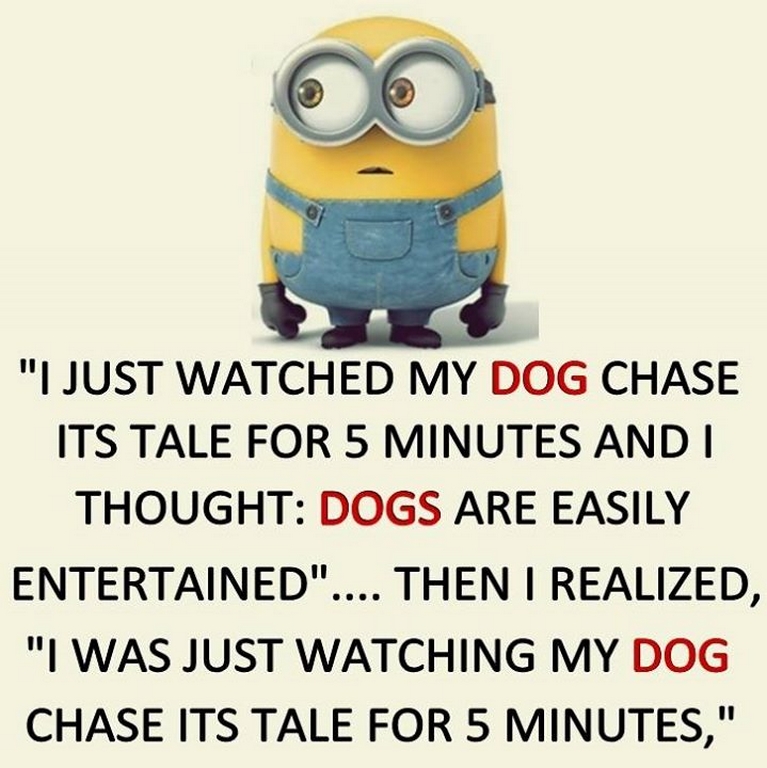 "I JUST WATCHED MY DOG CHASE
ITS TALE FOR 5 MINUTES AND I
THOUGHT: DOGS ARE EASILY
ENTERTAINED".... THEN I REALIZED,
"I WAS JUST WATCHING MY DOG
CHASE ITS TALE FOR 5 MINUTES,"